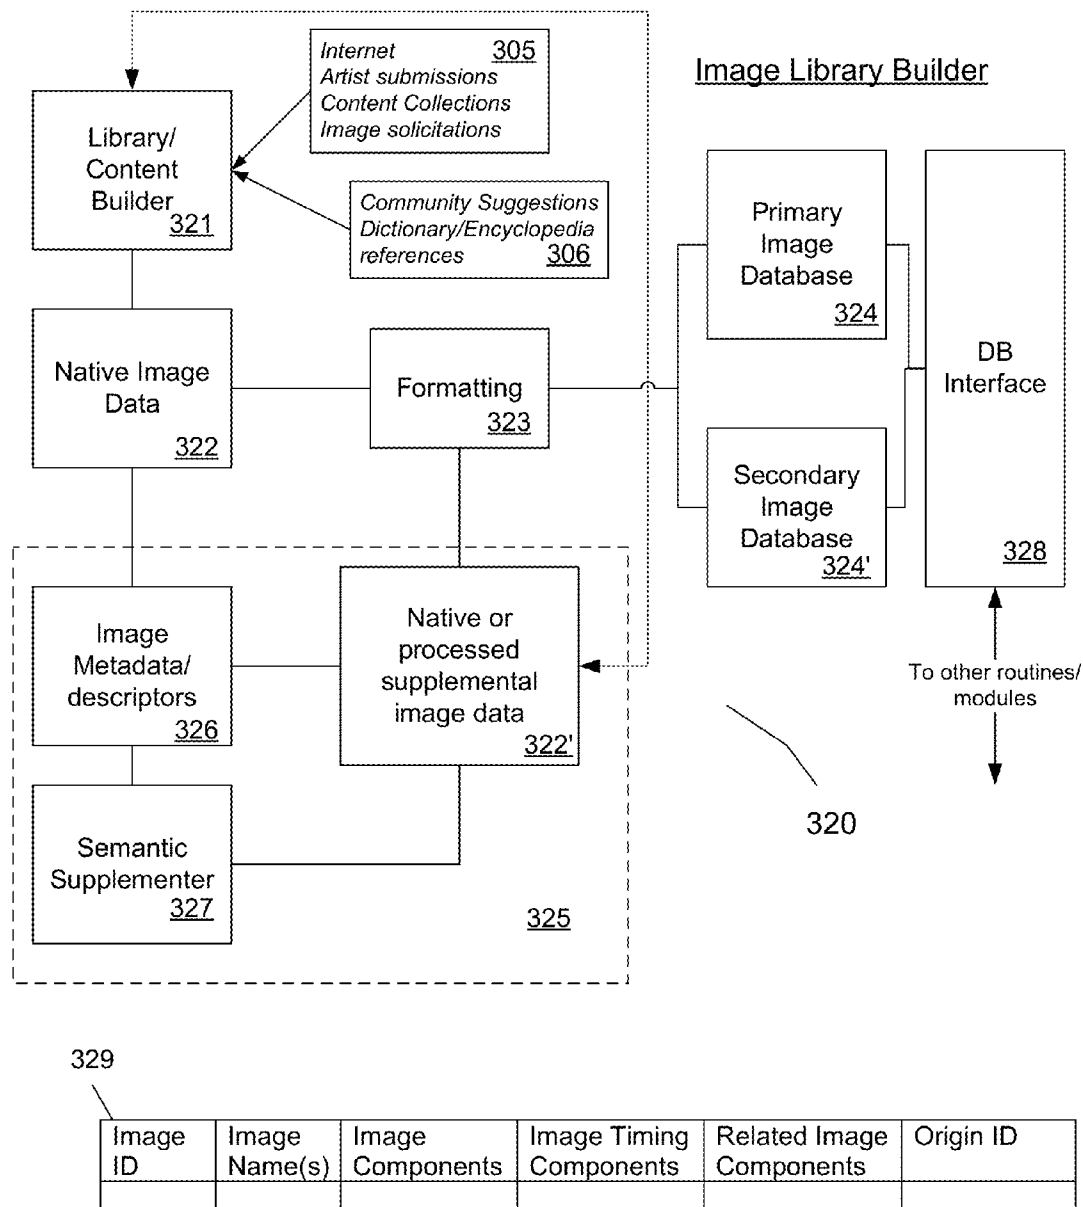 Image Library Builder
Internet 305
Artist submissions
Content Collections
Image solicitations
Library/
Content
Builder
321
Community Suggestions
Dictionary/Encyclopedia
references 306
Primary
Image
Database
324
DB
Interface
328
Native Image
Data
322
Formatting
323
Secondary
Image
Database
324'
Image
Metadata/
descriptors
326
Native or
processed
supplemental
image data
322'
To other routines/
modules
320
Semantic
Supplementer
327
325
329
Image
ID
Image
Name(s)
Image
Components
Image Timing
Components
Related Image
Components
Origin ID